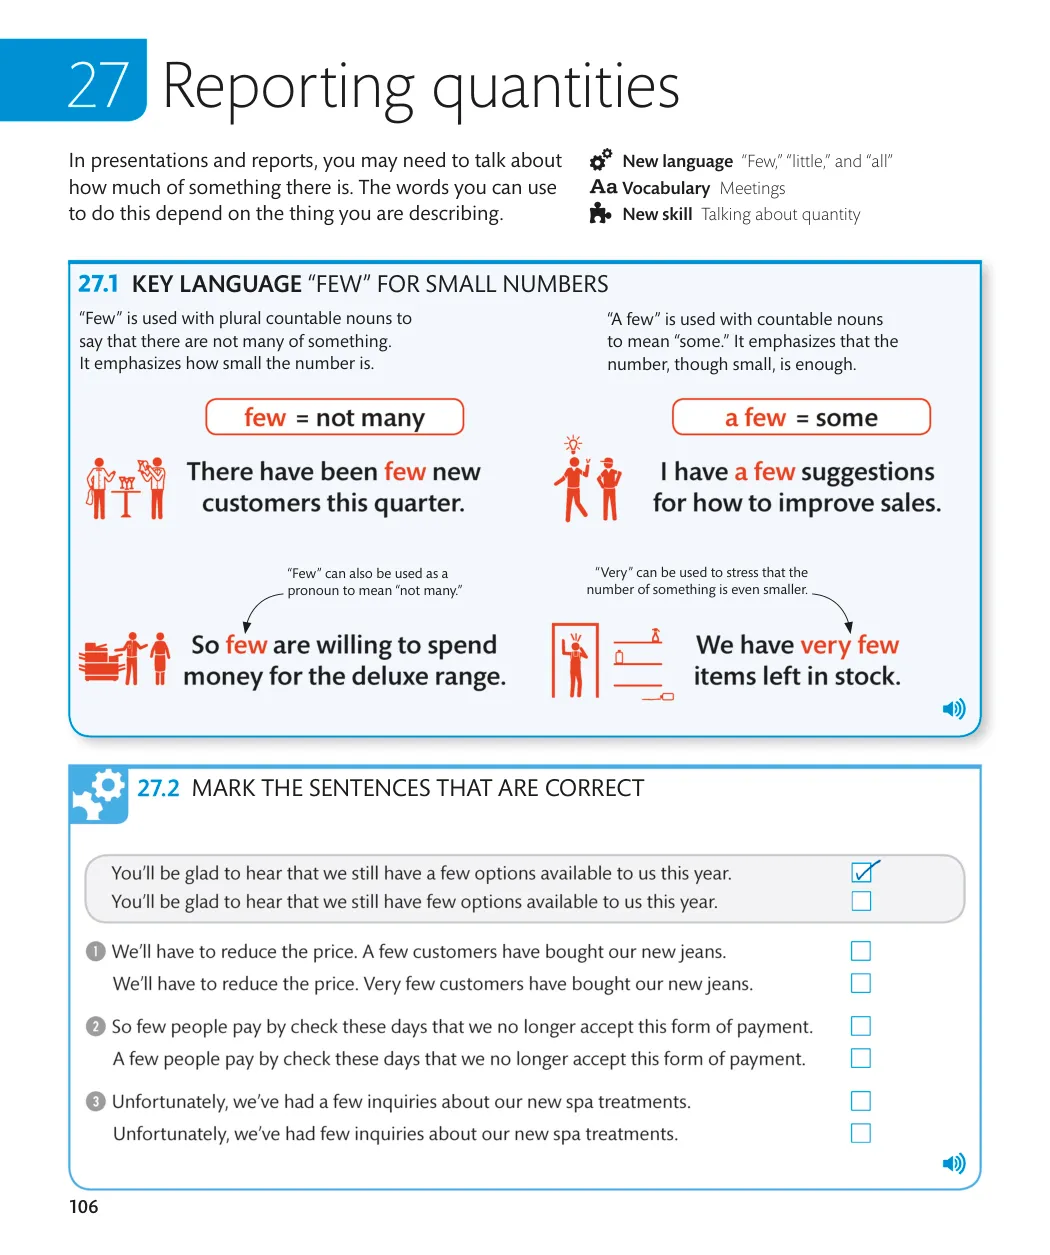 27 Reporting quantities
In presentations and reports, you may need to talk about
how much of something there is. The words you can use
to do this depend on the thing you are describing.
New language “Few,” “little,” and “all”
Aa Vocabulary Meetings
New skill Talking about quantity
27.1 KEY LANGUAGE “FEW” FOR SMALL NUMBERS
“Few” is used with plural countable nouns to
say that there are not many of something.
It emphasizes how small the number is.
few = not many
There have been few new
customers this quarter.
“A few” is used with countable nouns
to mean “some.” It emphasizes that the
number, though small, is enough.
a few = some
I have a few suggestions
for how to improve sales.
“Few” can also be used as a
pronoun to mean “not many.”
So few are willing to spend
money for the deluxe range.
“Very” can be used to stress that the
number of something is even smaller.
We have very few
items left in stock.
27.2 MARK THE SENTENCES THAT ARE CORRECT
You’ll be glad to hear that we still have a few options available to us this year.
You’ll be glad to hear that we still have few options available to us this year.
1 We’ll have to reduce the price. A few customers have bought our new jeans.
We’ll have to reduce the price. Very few customers have bought our new jeans.
2 So few people pay by check these days that we no longer accept this form of payment.
A few people pay by check these days that we no longer accept this form of payment.
3 Unfortunately, we’ve had a few inquiries about our new spa treatments.
Unfortunately, we’ve had few inquiries about our new spa treatments.
106